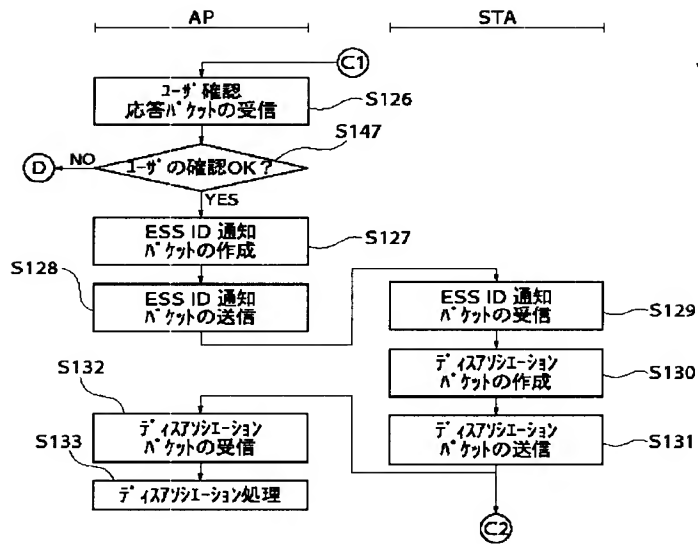 AP
STA
C1
ﾕｰｻﾞ確認
応答ﾊﾟｹｯﾄの受信
S126
S147
ﾕｰｻﾞの確認OK？
NO
D
YES
ESS ID 通知
ﾊﾟｹｯﾄの作成
S127
S128
ESS ID 通知
ﾊﾟｹｯﾄの送信
ESS ID 通知
ﾊﾟｹｯﾄの受信
S129
ﾃﾞｨｽｱｿｼｴｰｼｮﾝ
ﾊﾟｹｯﾄの作成
S130
S132
ﾃﾞｨｽｱｿｼｴｰｼｮﾝ
ﾊﾟｹｯﾄの受信
ﾃﾞｨｽｱｿｼｴｰｼｮﾝ
ﾊﾟｹｯﾄの送信
S131
S133
ﾃﾞｨｽｱｿｼｴｰｼｮﾝ処理
C2